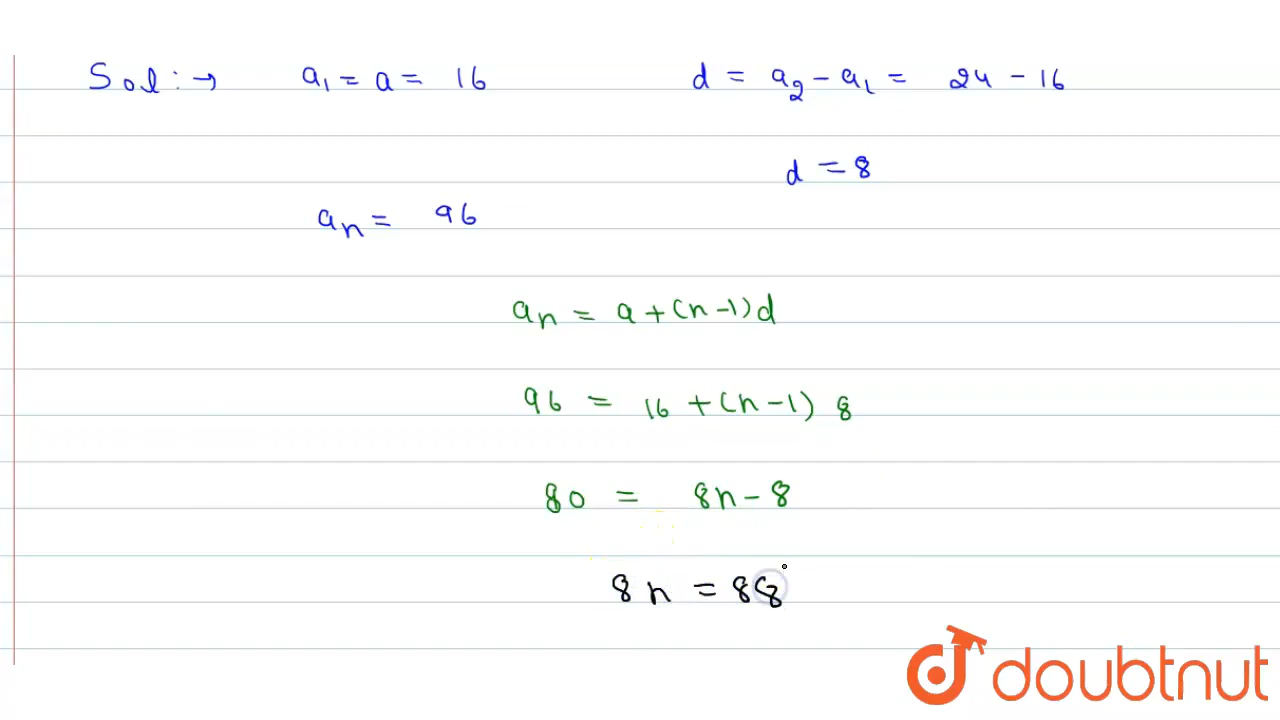 Sol:→ a₁ = a = 16 d = a₂ - a₁ = 24 - 16
d = 8
aₙ = 96
aₙ = a + (n-1)d
96 = 16 + (n-1) 8
80 = 8n - 8
8n = 88
doubtnut